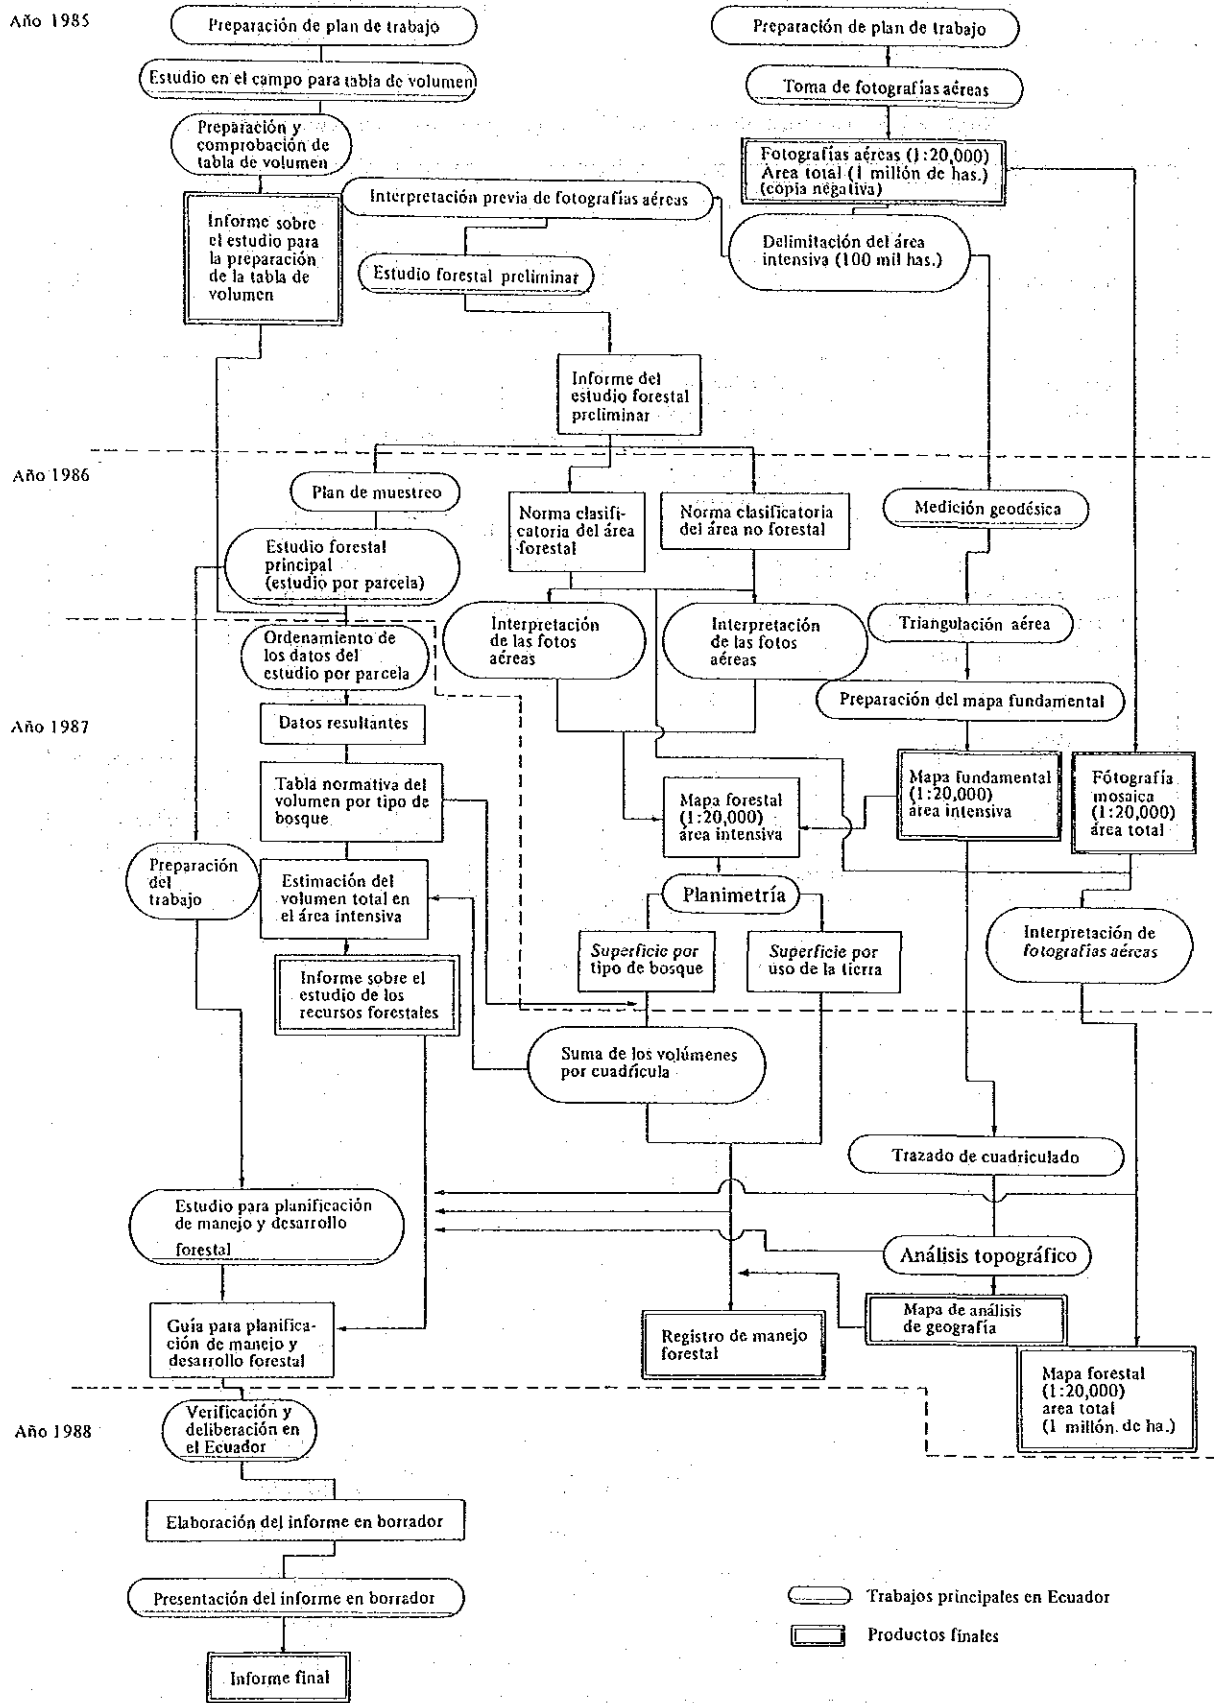 Año 1985
Preparación de plan de trabajo
Preparación de plan de trabajo
Estudio en el campo para tabla de volumen
Toma de fotografías aéreas
Preparación y
comprobación de
tabla de volumen
Fotografías aéreas (1:20,000)
Area total (1 millón de has.)
(copia negativa)
Informe sobre
el estudio para
la preparación
de la tabla de
volumen
Interpretación previa de fotografías aéreas
Delimitación del área
intensiva (100 mil has.)
Estudio forestal preliminar
Informe del
estudio forestal
preliminar
Año 1986
Plan de muestreo
Norma clasifi-
catoria del área
forestal
Norma clasificatoria
del área no forestal
Medición geodésica
Estudio forestal
principal
(estudio por parcela)
Interpretación
de las fotos
aéreas
Interpretación
de las fotos
aéreas
Triangulación aérea
Ordenamiento de
los datos del
estudio por parcela
Preparación del mapa fundamental
Año 1987
Datos resultantes
Tabla normativa del
volumen por tipo de
bosque
Mapa forestal
(1:20,000)
área intensiva
Mapa fundamental
(1:20,000)
área intensiva
Fótografía
mosaica
(1:20,000)
área total
Preparación
del
trabajo
Estimación del
volumen total en
el área intensiva
Planimetría
Superficie por
tipo de bosque
Superficie por
uso de la tierra
Interpretación de
fotografías aéreas
Informe sobre el
estudio de los
recursos forestales
Suma de los volúmenes
por cuadrícula
Trazado de cuadriculado
Estudio para planificación
de manejo y desarrollo
forestal
Análisis topográfico
Guía para planifica-
ción de manejo y
desarrollo forestal
Registro de manejo
forestal
Mapa de análisis
de geografía
Mapa forestal
(1:20,000)
area total
(1 millón. de ha.)
Año 1988
Verificación y
deliberación en
el Ecuador
Elaboración del informe en borrador
Presentación del informe en borrador
Informe final
Trabajos principales en Ecuador
Productos finales